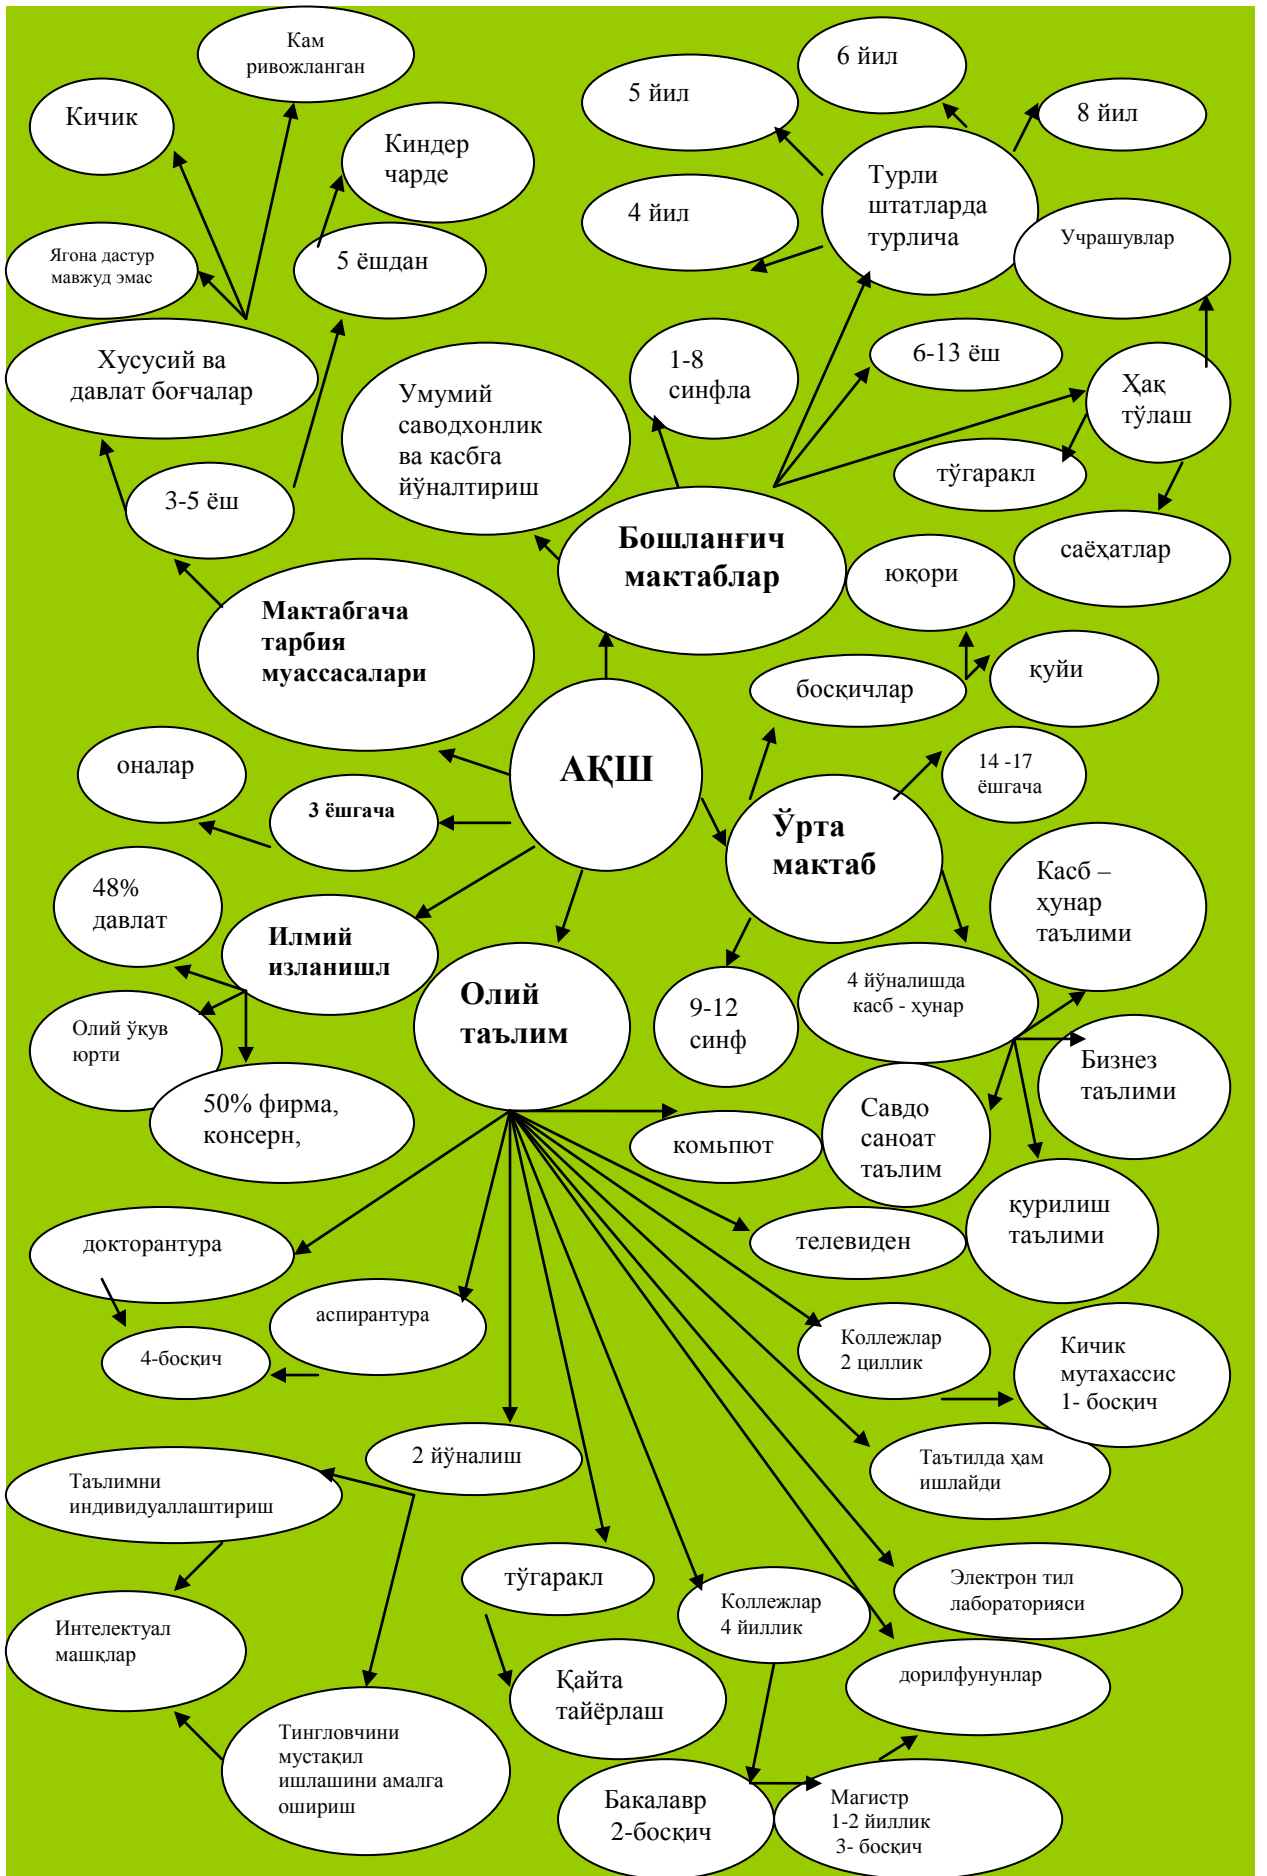 Кам
ривожланган
6 йил
5 йил
8 йил
Кичик
Киндер
чарде
Турли
штатларда
турлича
4 йил
Учрашувлар
Ягона дастур
мавжуд эмас
5 ёшдан
Хусусий ва
давлат боғчалар
1-8
синфла
6-13 ёш
Ҳақ
тўлаш
Умумий
саводхонлик
ва касбга
йўналтириш
тўгаракл
3-5 ёш
Бошланғич
мактаблар
саёҳатлар
юқори
Мактабгача
тарбия
муассасалари
қуйи
босқичлар
оналар
АҚШ
14 -17
ёшгача
3 ёшгача
Ўрта
мактаб
48%
давлат
Касб –
ҳунар
таълими
Илмий
изланишл
Олий
таълим
4 йўналишда
касб - ҳунар
9-12
синф
Олий ўқув
юрти
Бизнез
таълими
50% фирма,
консерн,
Савдо
саноат
таълим
комьпют
қурилиш
таълими
докторантура
телевиден
аспирантура
4-босқич
Коллежлар
2 циллик
Кичик
мутахассис
1- босқич
2 йўналиш
Таътилда ҳам
ишлайди
Таълимни
индивидуаллаштириш
тўгаракл
Электрон тил
лабораторияси
Коллежлар
4 йиллик
Интелектуал
машқлар
Қайта
тайёрлаш
дорилфунунлар
Тингловчини
мустақил
ишлашини амалга
ошириш
Бакалавр
2-босқич
Магистр
1-2 йиллик
3- босқич